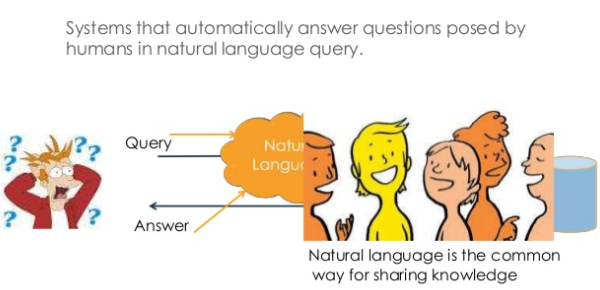 Systems that automatically answer questions posed by
humans in natural language query.
? ? ? ?
Query
Answer
? ?
Natural language is the common
way for sharing knowledge